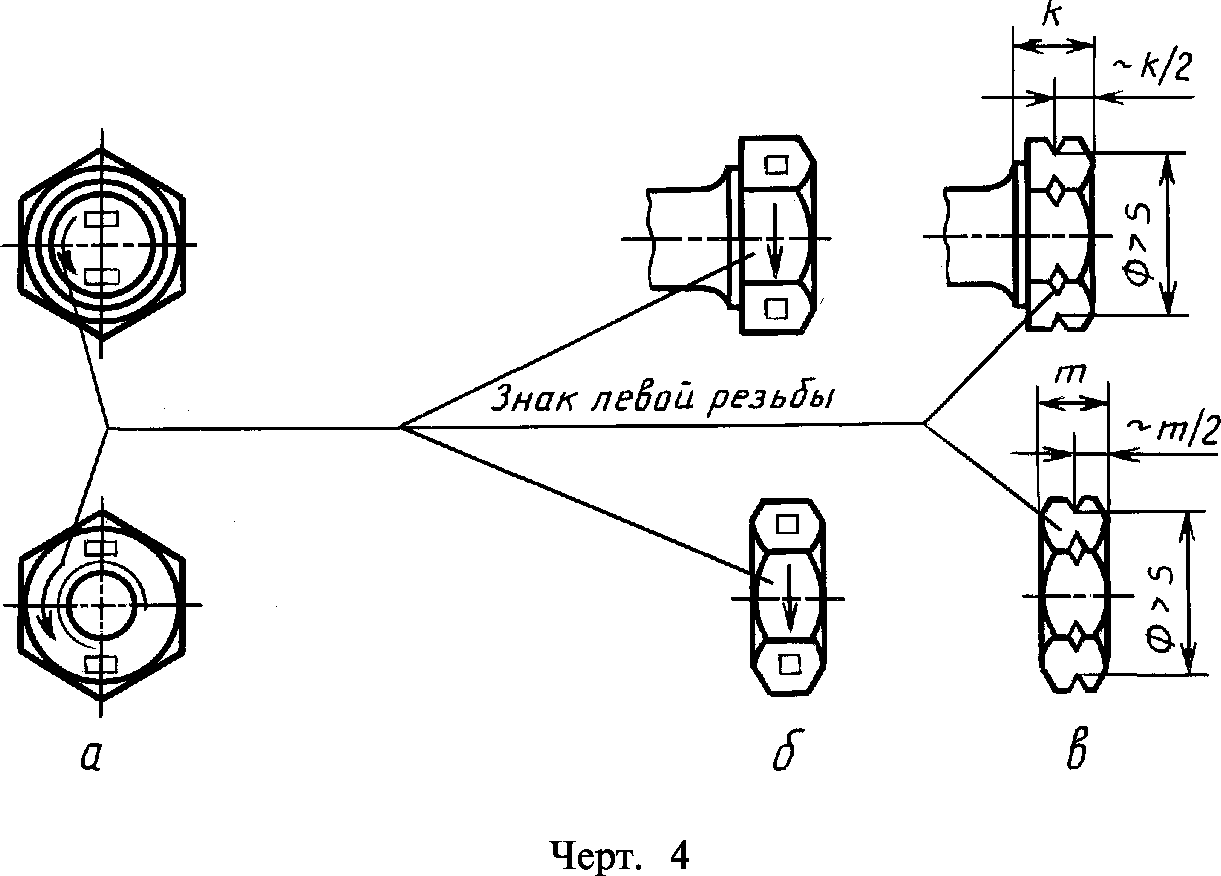 k
~k/2
Ф > S
Знак левой резьбы
m
~m/2
Ф > S
а
б
в
Черт. 4